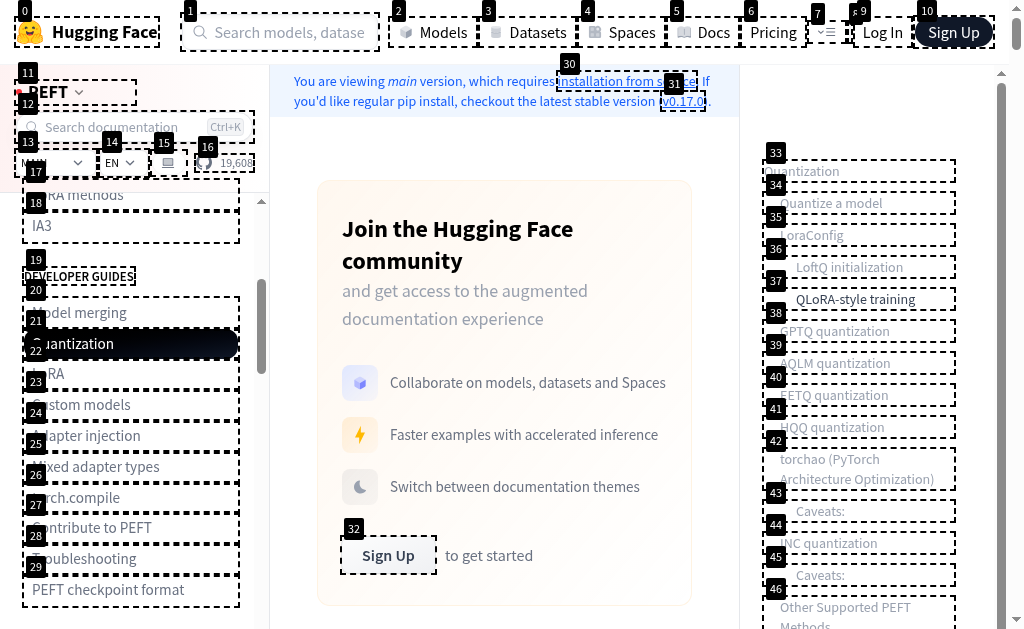 0
1
2
3
4
5
6
7
9
10
Hugging Face
Search models, datase
Models
Datasets
Spaces
Docs
Pricing
Log In
Sign Up
11
PEFT
12
Search documentation
Ctrl+K
13
14
15
16
EN
19,608
17
18
IA3
19
DEVELOPER GUIDES
20
Model merging
21
Quantization
22
LoRA
23
Custom models
24
Adapter injection
25
Mixed adapter types
26
torch.compile
27
Contribute to PEFT
28
Troubleshooting
29
PEFT checkpoint format
30
31
You are viewing main version, which requires installation from source. If
you'd like regular pip install, checkout the latest stable version (v0.17.0).
Join the Hugging Face
community
and get access to the augmented
documentation experience
Collaborate on models, datasets and Spaces
Faster examples with accelerated inference
Switch between documentation themes
32
Sign Up
to get started
33
Quantization
34
Quantize a model
35
LoraConfig
36
LoftQ initialization
37
QLoRA-style training
38
GPTQ quantization
39
AQLM quantization
40
EETQ quantization
41
HQQ quantization
42
torchao (PyTorch
Architecture Optimization)
43
Caveats:
44
INC quantization
45
Caveats:
46
Other Supported PEFT
Methods